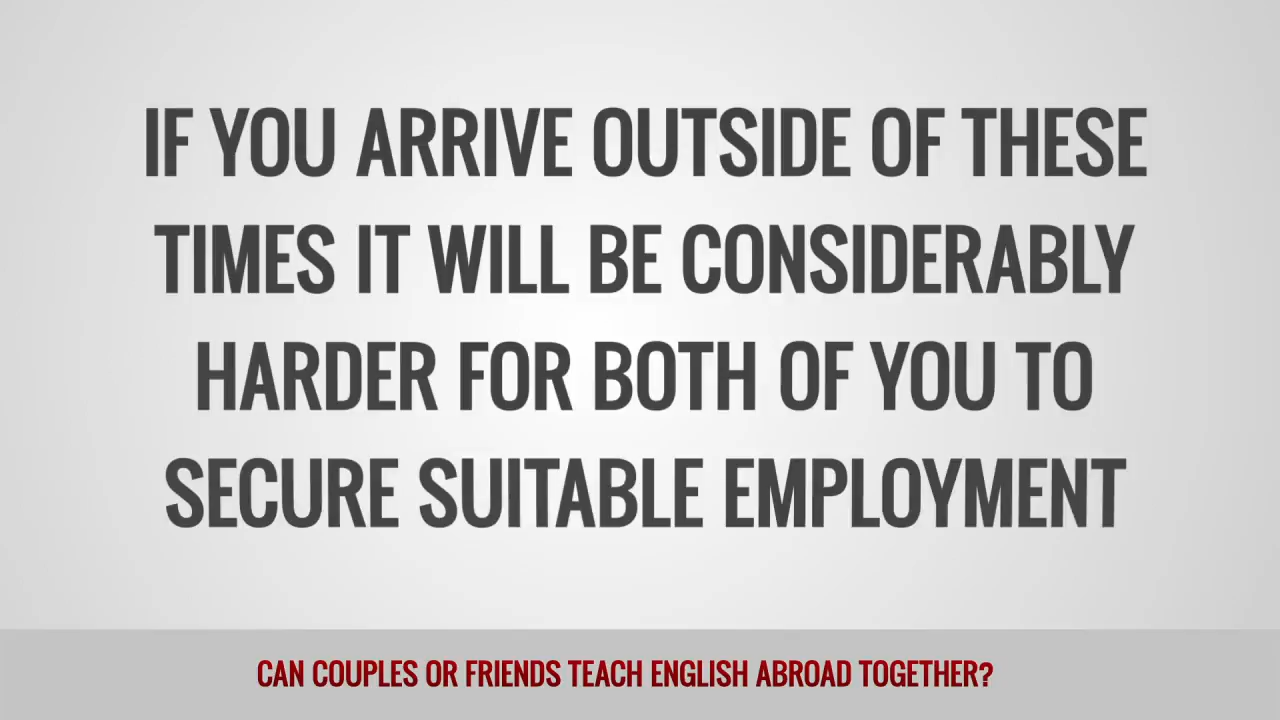 IF YOU ARRIVE OUTSIDE OF THESE
TIMES IT WILL BE CONSIDERABLY
HARDER FOR BOTH OF YOU TO
SECURE SUITABLE EMPLOYMENT
CAN COUPLES OR FRIENDS TEACH ENGLISH ABROAD TOGETHER?